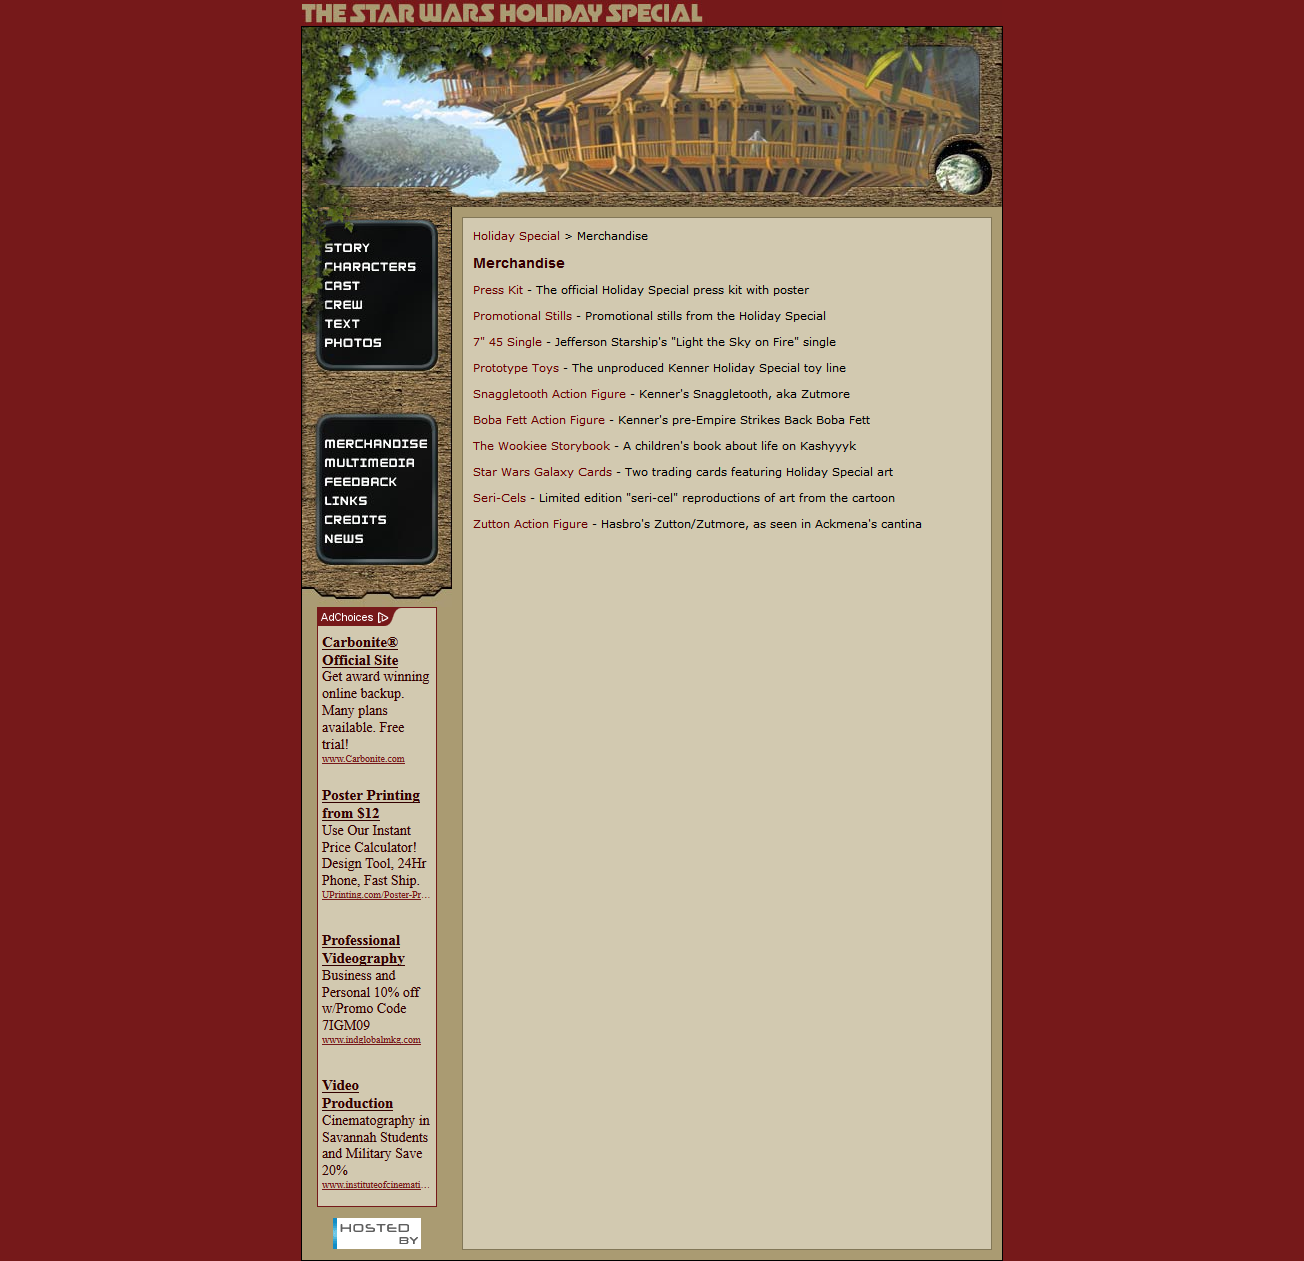 THE STAR WARS HOLIDAY SPECIAL
STORY
CHARACTERS
CAST
CREW
TEXT
PHOTOS
MERCHANDISE
MULTIMEDIA
FEEDBACK
LINKS
CREDITS
NEWS
Holiday Special > Merchandise
Merchandise
Press Kit - The official Holiday Special press kit with poster
Promotional Stills - Promotional stills from the Holiday Special
7" 45 Single - Jefferson Starship's "Light the Sky on Fire" single
Prototype Toys - The unproduced Kenner Holiday Special toy line
Snaggletooth Action Figure - Kenner's Snaggletooth, aka Zutmore
Boba Fett Action Figure - Kenner's pre-Empire Strikes Back Boba Fett
The Wookiee Storybook - A children's book about life on Kashyyyk
Star Wars Galaxy Cards - Two trading cards featuring Holiday Special art
Seri-Cels - Limited edition "seri-cel" reproductions of art from the cartoon
Zutton Action Figure - Hasbro's Zutton/Zutmore, as seen in Ackmena's cantina
AdChoices
Carbonite®
Official Site
Get award winning
online backup.
Many plans
available. Free
trial!
www.Carbonite.com
Poster Printing
from $12
Use Our Instant
Price Calculator!
Design Tool, 24Hr
Phone, Fast Ship.
UPrinting.com/Poster-Pr...
Professional
Videography
Business and
Personal 10% off
w/Promo Code
7IGM09
www.indglobalmkg.com
Video
Production
Cinematography in
Savannah Students
and Military Save
20%
www.instituteofcinemati...
HOSTED
BY